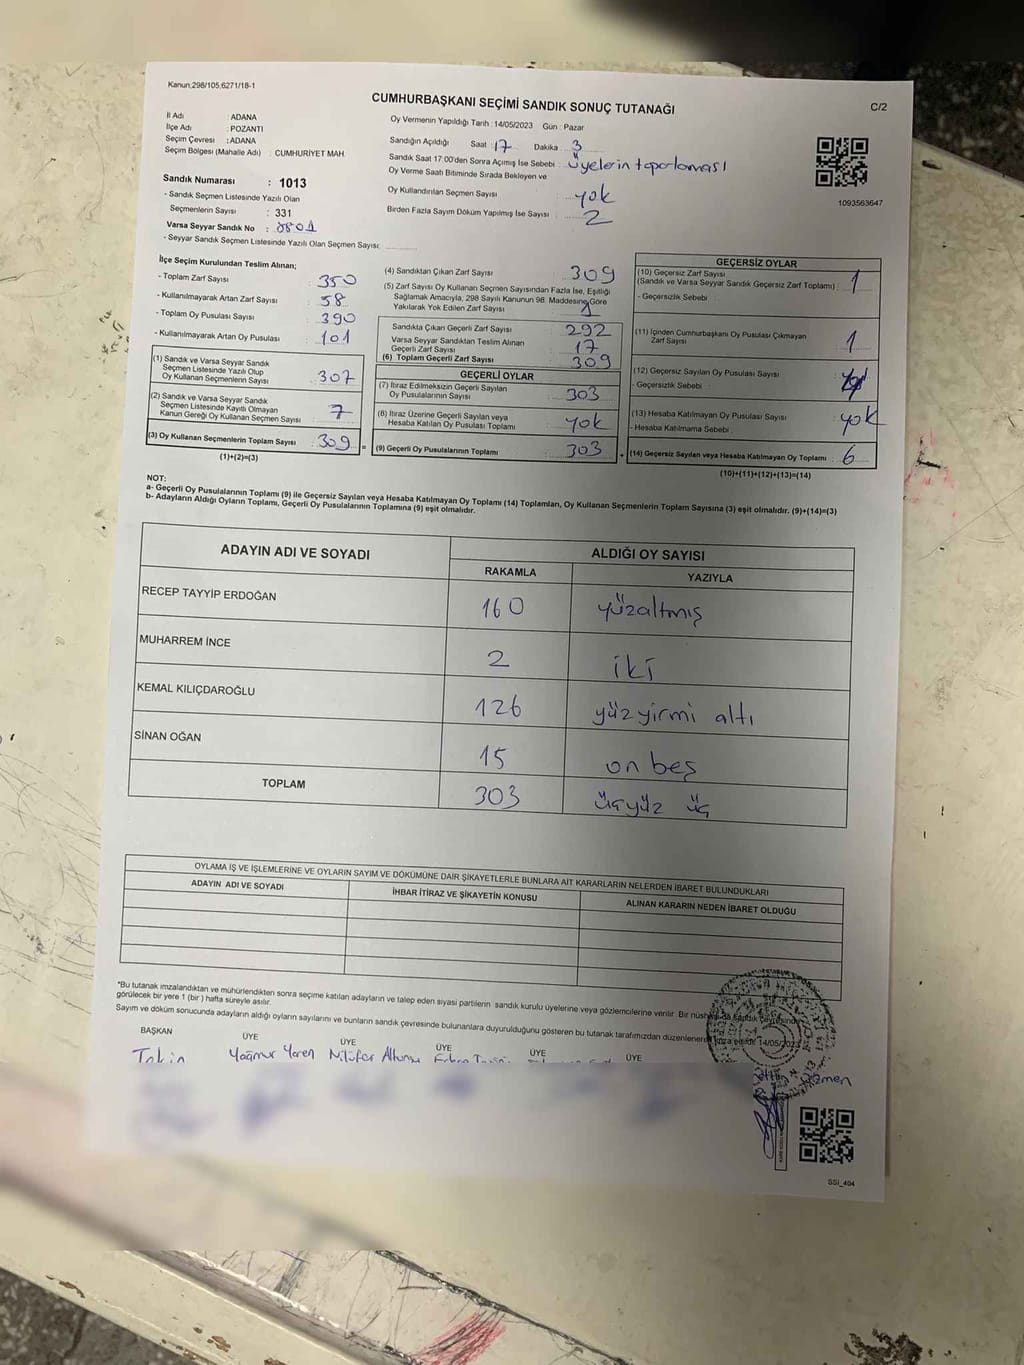 Kanun:298/105,6271/18-1
CUMHURBAŞKANI SEÇİMİ SANDIK SONUÇ TUTANAĞI
C/2
İl Adı : ADANA
İlçe Adı : POZANTI
Seçim Çevresi : ADANA
Seçim Bölgesi (Mahalle Adı) : CUMHURİYET MAH.
Sandık Numarası : 1013
- Sandık Seçmen Listesinde Yazılı Olan
Seçmenlerin Sayısı : 331
Varsa Seyyar Sandık No :
- Seyyar Sandık Seçmen Listesinde Yazılı Olan Seçmen Sayısı:
Oy Vermenin Yapıldığı Tarih :14/05/2023 Gün : Pazar
Sandığın Açıldığı Saat : 17 Dakika : 3
Sandık Saat 17:00'den Sonra Açımış İse Sebebi : üyelerin toporlaması
Oy Verme Saati Bitiminde Sırada Bekleyen ve
Oy Kullandırılan Seçmen Sayısı : yok
Birden Fazla Sayım Döküm Yapılmış İse Sayısı : 2
1093563647
İlçe Seçim Kurulundan Teslim Alınan;
- Toplam Zarf Sayısı : 350
- Kullanılmayarak Artan Zarf Sayısı : 58
- Toplam Oy Pusulası Sayısı : 390
- Kullanılmayarak Artan Oy Pusulası : 101
(1) Sandık ve Varsa Seyyar Sandık
Seçmen Listesinde Yazılı Olup
Oy Kullanan Seçmenlerin Sayısı : 307
(2) Sandık ve Varsa Seyyar Sandık
Seçmen Listesinde Kayıtlı Olmayan
Kanun Gereği Oy Kullanan Seçmen Sayısı : 7
(3) Oy Kullanan Seçmenlerin Toplam Sayısı : 309
(1)+(2)=(3)
(4) Sandıktan Çıkan Zarf Sayısı : 309
(5) Zarf Sayısı Oy Kullanan Seçmen Sayısından Fazla İse, Eşitliği
Sağlamak Amacıyla, 298 Sayılı Kanunun 98. Maddesine Göre
Yakılarak Yok Edilen Zarf Sayısı :
Sandıkta Çıkan Geçerli Zarf Sayısı : 292
Varsa Seyyar Sandıktan Teslim Alınan
Geçerli Zarf Sayısı : 17
(6) Toplam Geçerli Zarf Sayısı : 309
GEÇERLİ OYLAR
(7) İtiraz Edilmeksizin Geçerli Sayılan
Oy Pusulalarının Sayısı : 303
(8) İtiraz Üzerine Geçerli Sayılan veya
Hesaba Katılan Oy Pusulası Toplamı : yok
(9) Geçerli Oy Pusulalarının Toplamı : 303
GEÇERSİZ OYLAR
(10) Geçersiz Zarf Sayısı
(Sandık ve Varsa Seyyar Sandık Geçersiz Zarf Toplamı) : 1
- Geçersizlik Sebebi :
(11) İçinden Cumhurbaşkanı Oy Pusulası Çıkmayan
Zarf Sayısı : 1
(12) Geçersiz Sayılan Oy Pusulası Sayısı :
- Geçersizlik Sebebi :
(13) Hesaba Katılmayan Oy Pusulası Sayısı : yok
- Hesaba Katılmama Sebebi :
(14) Geçersiz Sayılan veya Hesaba Katılmayan Oy Toplamı : 6
(10)+(11)+(12)+(13)=(14)
NOT:
a- Geçerli Oy Pusulalarının Toplamı (9) ile Geçersiz Sayılan veya Hesaba Katılmayan Oy Toplamı (14) Toplamları, Oy Kullanan Seçmenlerin Toplam Sayısına (3) eşit olmalıdır. (9)+(14)=(3)
b- Adayların Aldığı Oyların Toplamı, Geçerli Oy Pusulalarının Toplamına (9) eşit olmalıdır.
ADAYIN ADI VE SOYADI ALDIĞI OY SAYISI
RAKAMLA YAZIYLA
RECEP TAYYİP ERDOĞAN 160 yüzaltmış
MUHARREM İNCE 2 iki
KEMAL KILIÇDAROĞLU 126 yüzyirmi altı
SİNAN OĞAN 15 on beş
TOPLAM 303 üçyüz üç
OYLAMA İŞ VE İŞLEMLERİNE VE OYLARIN SAYIM VE DÖKÜMÜNE DAİR ŞİKAYETLERLE BUNLARA AİT KARARLARIN NELERDEN İBARET BULUNDUKLARI
ADAYIN ADI VE SOYADI İHBAR İTİRAZ VE ŞİKAYETİN KONUSU ALINAN KARARIN NEDEN İBARET OLDUĞU
*Bu tutanak imzalandıktan ve mühürlendikten sonra seçime katılan adayların ve talep eden siyasi partilerin sandık kurulu üyelerine veya gözlemcilerine verilir. Bir nüshası da sandık çevresinde
görülecek bir yere 1 (bir ) hafta süreyle asılır.
Sayım ve döküm sonucunda adayların aldığı oyların sayılarını ve bunların sandık çevresinde bulunanlara duyurulduğunu gösteren bu tutanak tarafımızdan düzenlenerek imza edildi. 14/05/2023
BAŞKAN ÜYE ÜYE ÜYE ÜYE ÜYE
Yağmur Yaren Nilüfer
SSI_404